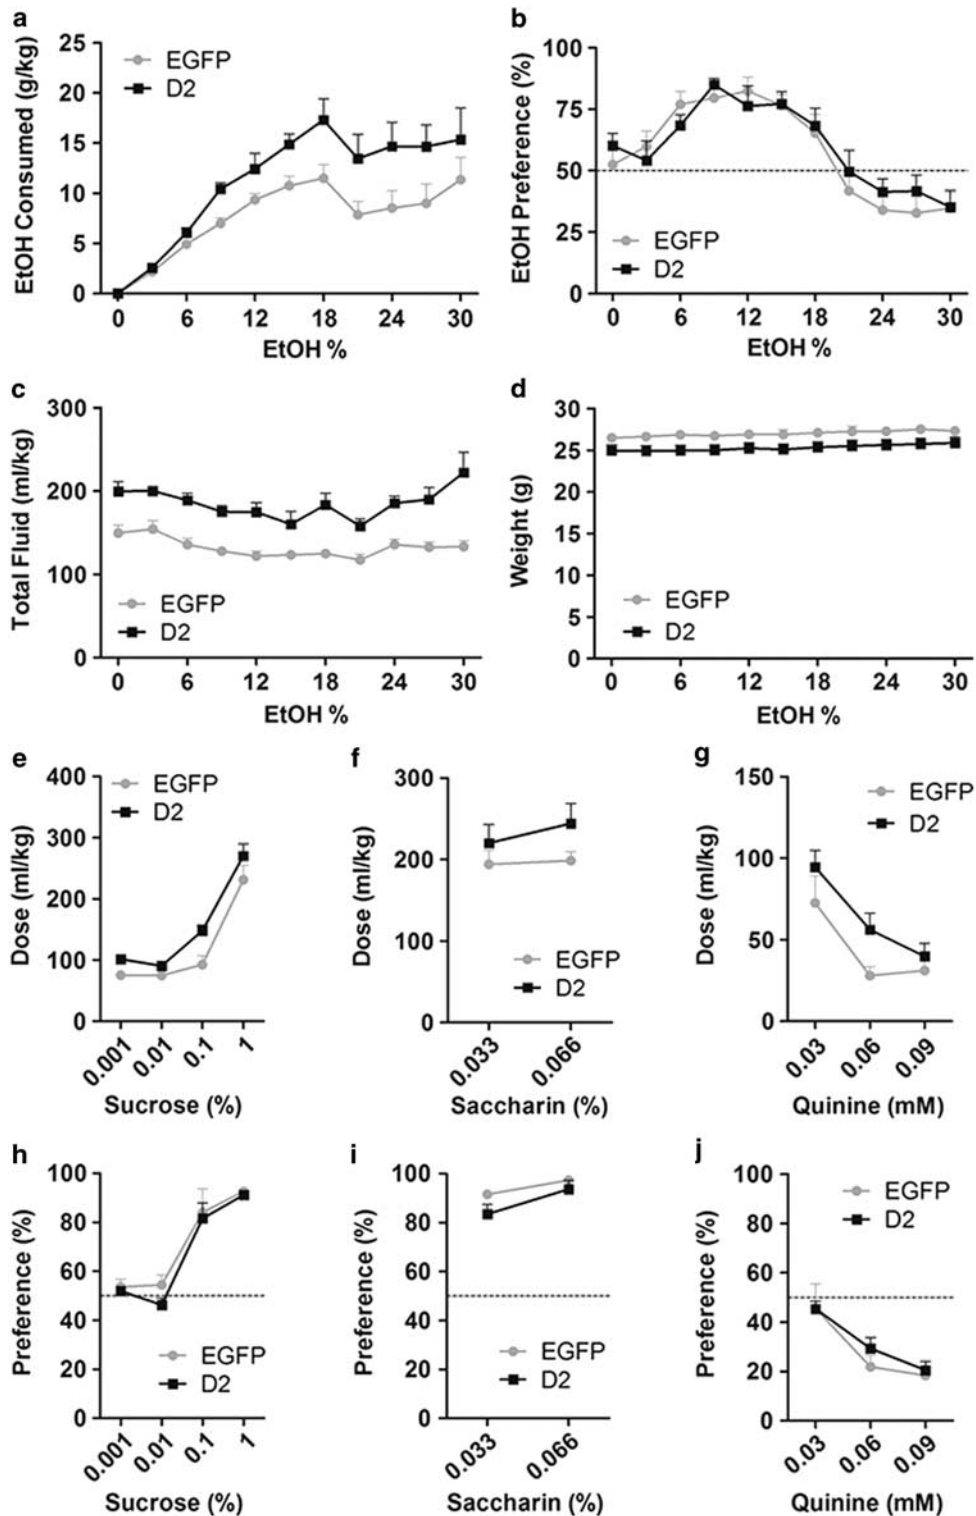 a
EtOH Consumed (g/kg)
25
20
15
10
5
0
EGFP
D2
0 6 12 18 24 30
EtOH %
b
EtOH Preference (%)
100
75
50
25
0
EGFP
D2
0 6 12 18 24 30
EtOH %
c
Total Fluid (ml/kg)
300
200
100
0
EGFP
D2
0 6 12 18 24 30
EtOH %
d
Weight (g)
30
25
20
15
10
5
0
EGFP
D2
0 6 12 18 24 30
EtOH %
e
Dose (ml/kg)
400
300
200
100
0
EGFP
D2
0.001 0.01 0.1 1
Sucrose (%)
f
Dose (ml/kg)
300
200
100
0
EGFP
D2
0.033 0.066
Saccharin (%)
g
Dose (ml/kg)
150
100
50
0
EGFP
D2
0.03 0.06 0.09
Quinine (mM)
h
Preference (%)
100
80
60
40
20
0
EGFP
D2
0.001 0.01 0.1 1
Sucrose (%)
i
Preference (%)
100
80
60
40
20
0
EGFP
D2
0.033 0.066
Saccharin (%)
j
Preference (%)
100
80
60
40
20
0
EGFP
D2
0.03 0.06 0.09
Quinine (mM)